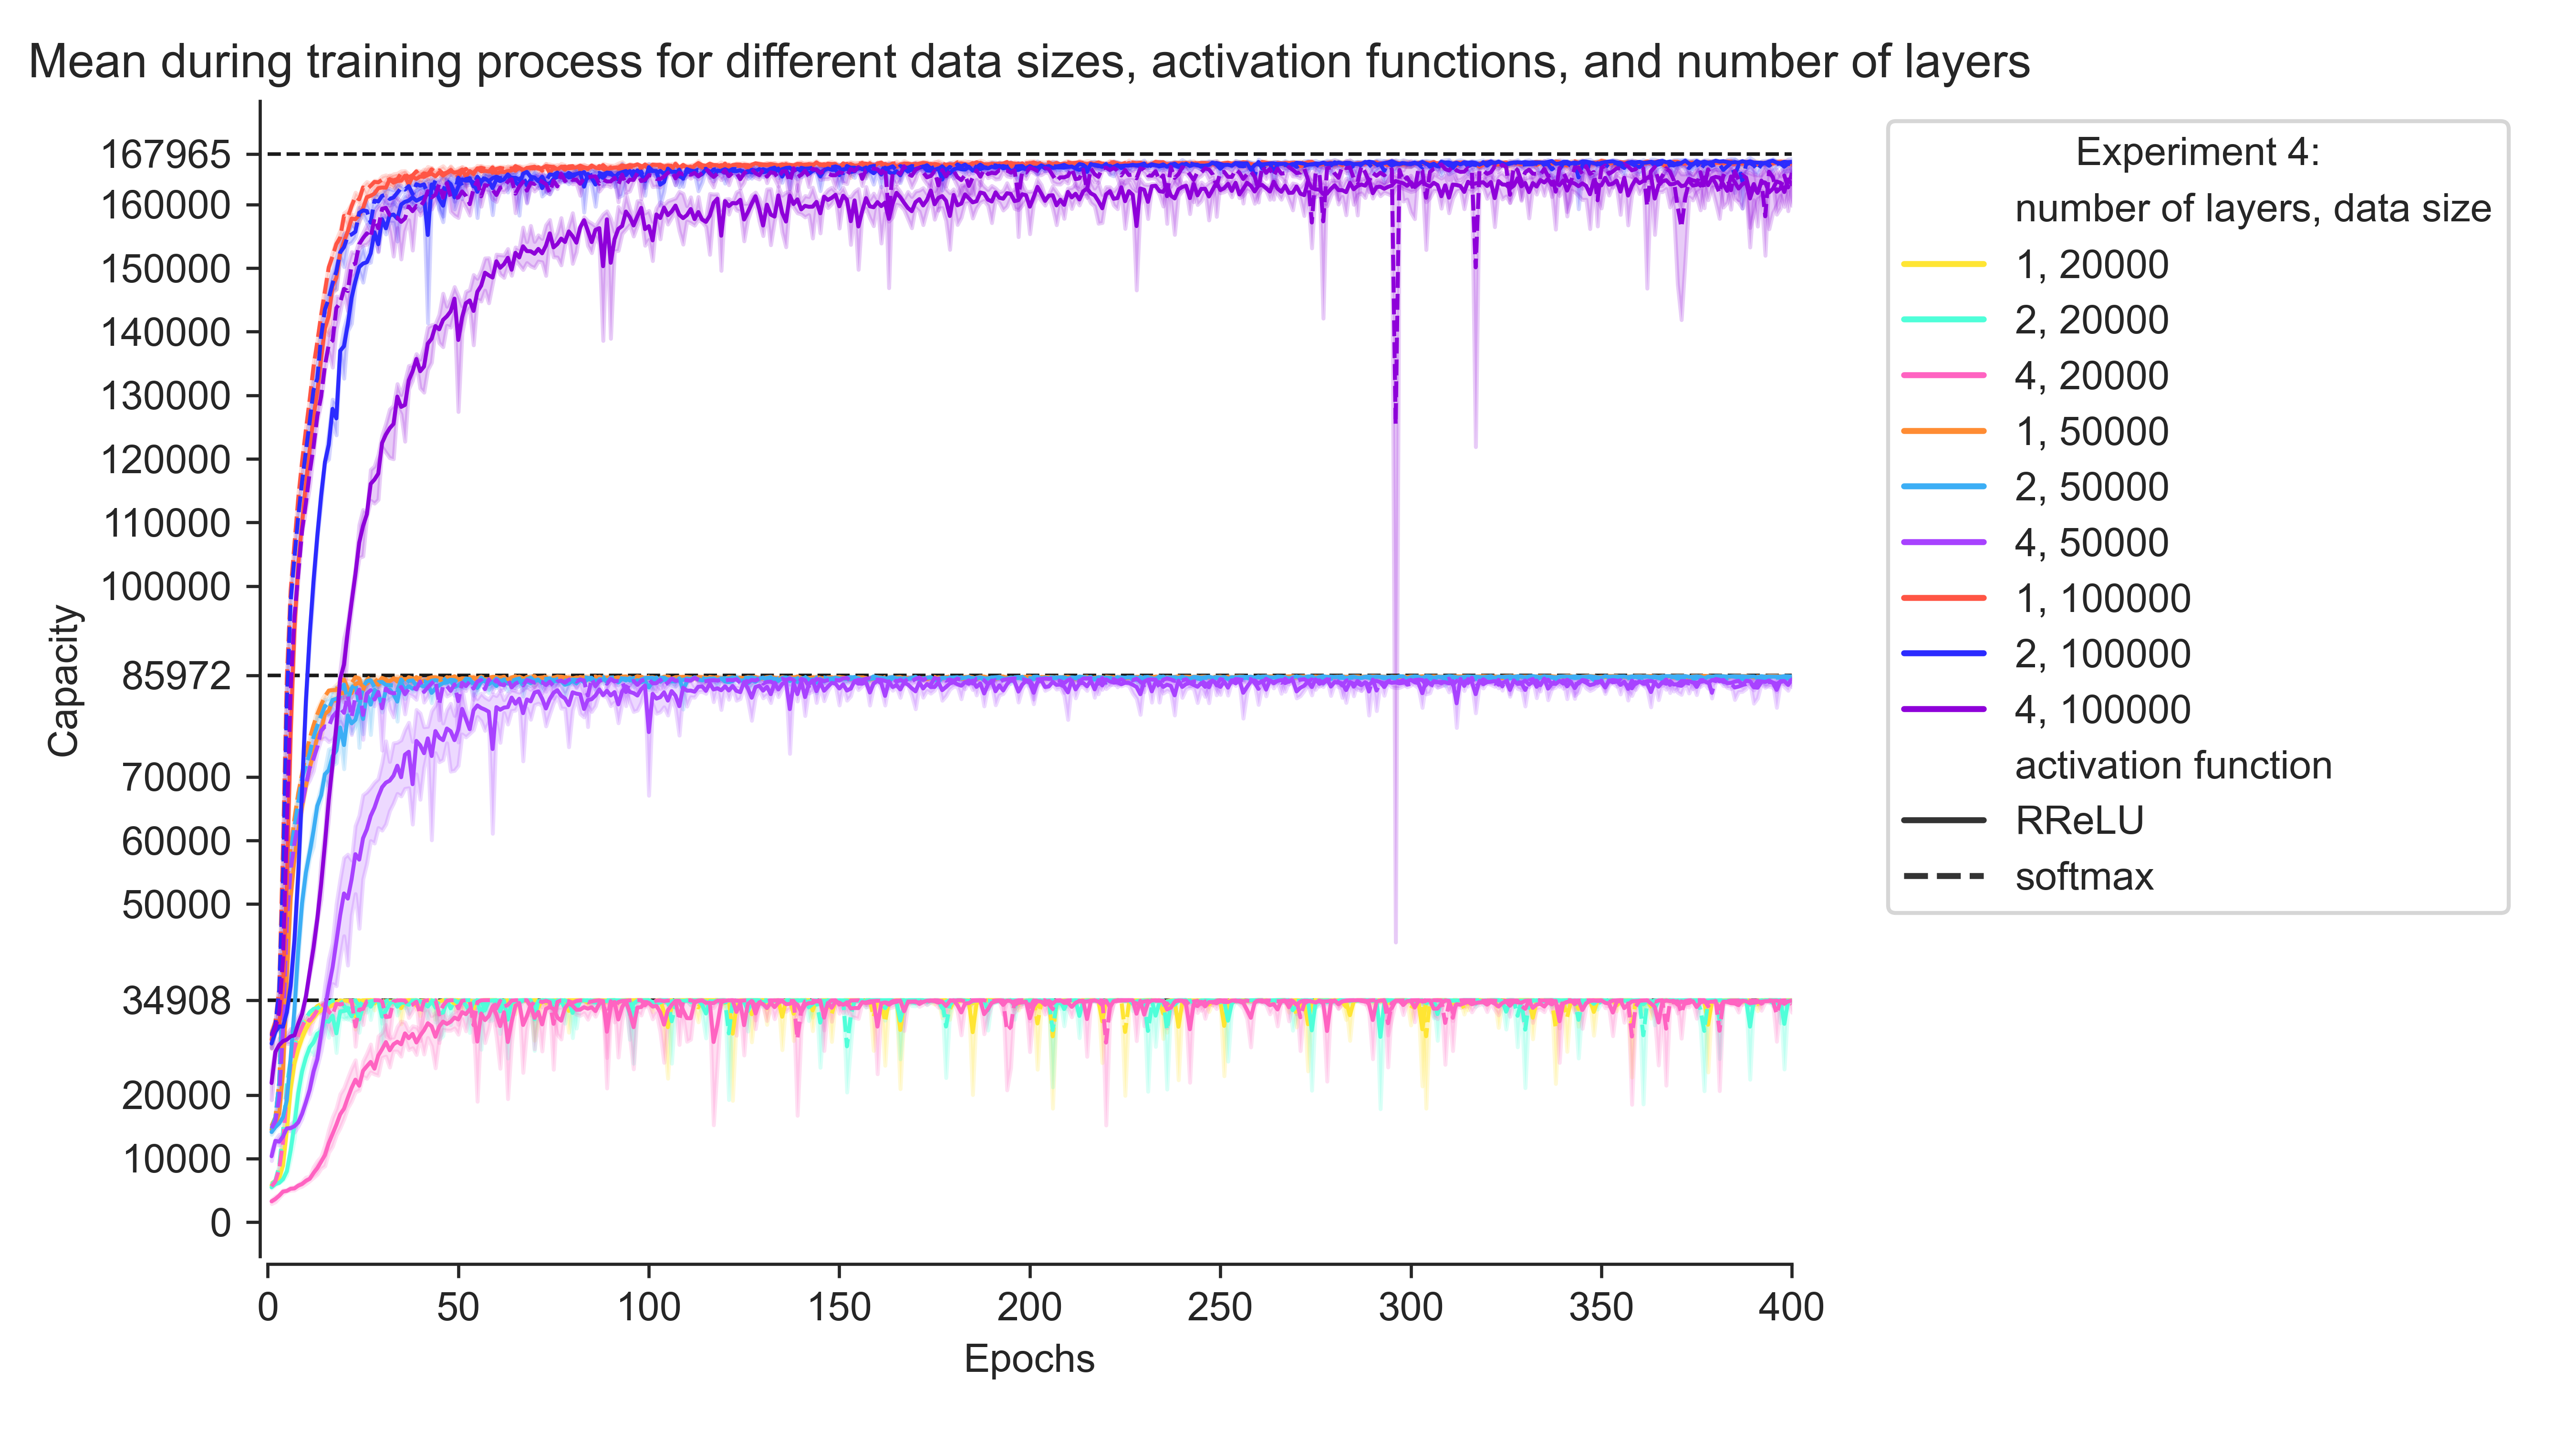 Mean during training process for different data sizes, activation functions, and number of layers
167965
160000
150000
140000
130000
120000
110000
100000
85972
70000
60000
50000
34908
20000
10000
0
Capacity
0 50 100 150 200 250 300 350 400
Epochs
Experiment 4:
number of layers, data size
1, 20000
2, 20000
4, 20000
1, 50000
2, 50000
4, 50000
1, 100000
2, 100000
4, 100000
activation function
RReLU
softmax